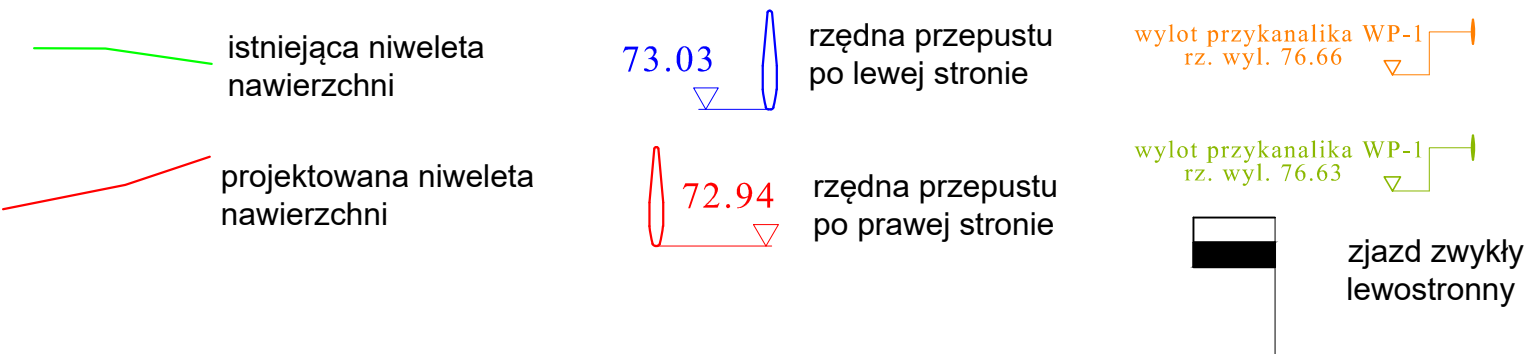 istniejąca niweleta
nawierzchni
projektowana niweleta
nawierzchni
73.03
rzędna przepustu
po lewej stronie
72.94
rzędna przepustu
po prawej stronie
wylot przykanalika WP-1
rz. wyl. 76.66
wylot przykanalika WP-1
rz. wyl. 76.63
zjazd zwykły
lewostronny